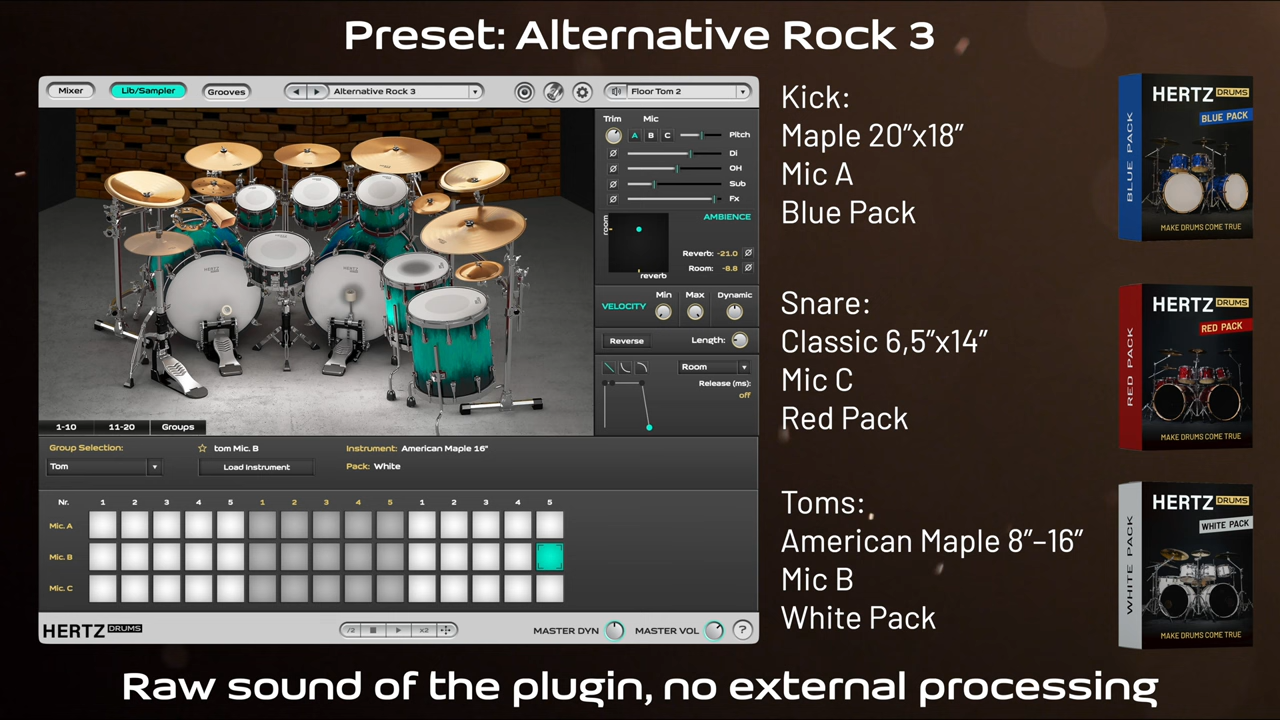 Preset: Alternative Rock 3
Mixer
Lib/Sampler
Grooves
Alternative Rock 3
Floor Tom 2
Trim
Mic
A B C
Pitch
Di
OH
Sub
Fx
AMBIENCE
room
reverb
Reverb: -21.0
Room: -8.8
VELOCITY
Min
Max
Dynamic
Reverse
Length:
Room
Release (ms):
off
1-10
11-20
Groups
Group Selection:
Tom
tom Mic. B
Load Instrument
Instrument: American Maple 16"
Pack: White
Nr. 1 2 3 4 5 1 2 3 4 5 1 2 3 4 5
Mic. A
Mic. B
Mic. C
HERTZ DRUMS
72
x2
MASTER DYN
MASTER VOL
?
Kick:
Maple 20”x18”
Mic A
Blue Pack
Snare:
Classic 6,5”x14”
Mic C
Red Pack
Toms:
American Maple 8”–16”
Mic B
White Pack
BLUE PACK
HERTZ DRUMS
BLUE PACK
MAKE DRUMS COME TRUE
RED PACK
HERTZ DRUMS
RED PACK
MAKE DRUMS COME TRUE
WHITE PACK
HERTZ DRUMS
WHITE PACK
MAKE DRUMS COME TRUE
Raw sound of the plugin, no external processing